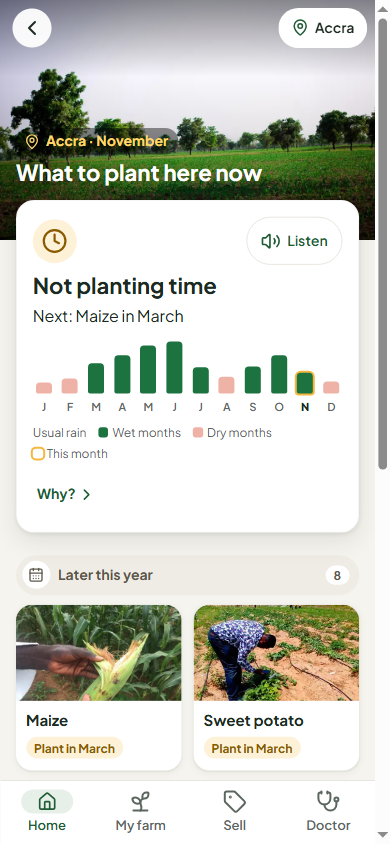 Accra
Accra · November
What to plant here now
Listen
Not planting time
Next: Maize in March
J F M A M J J A S O N D
Usual rain Wet months Dry months
This month
Why?
Later this year 8
Maize Sweet potato
Plant in March Plant in March
Home My farm Sell Doctor